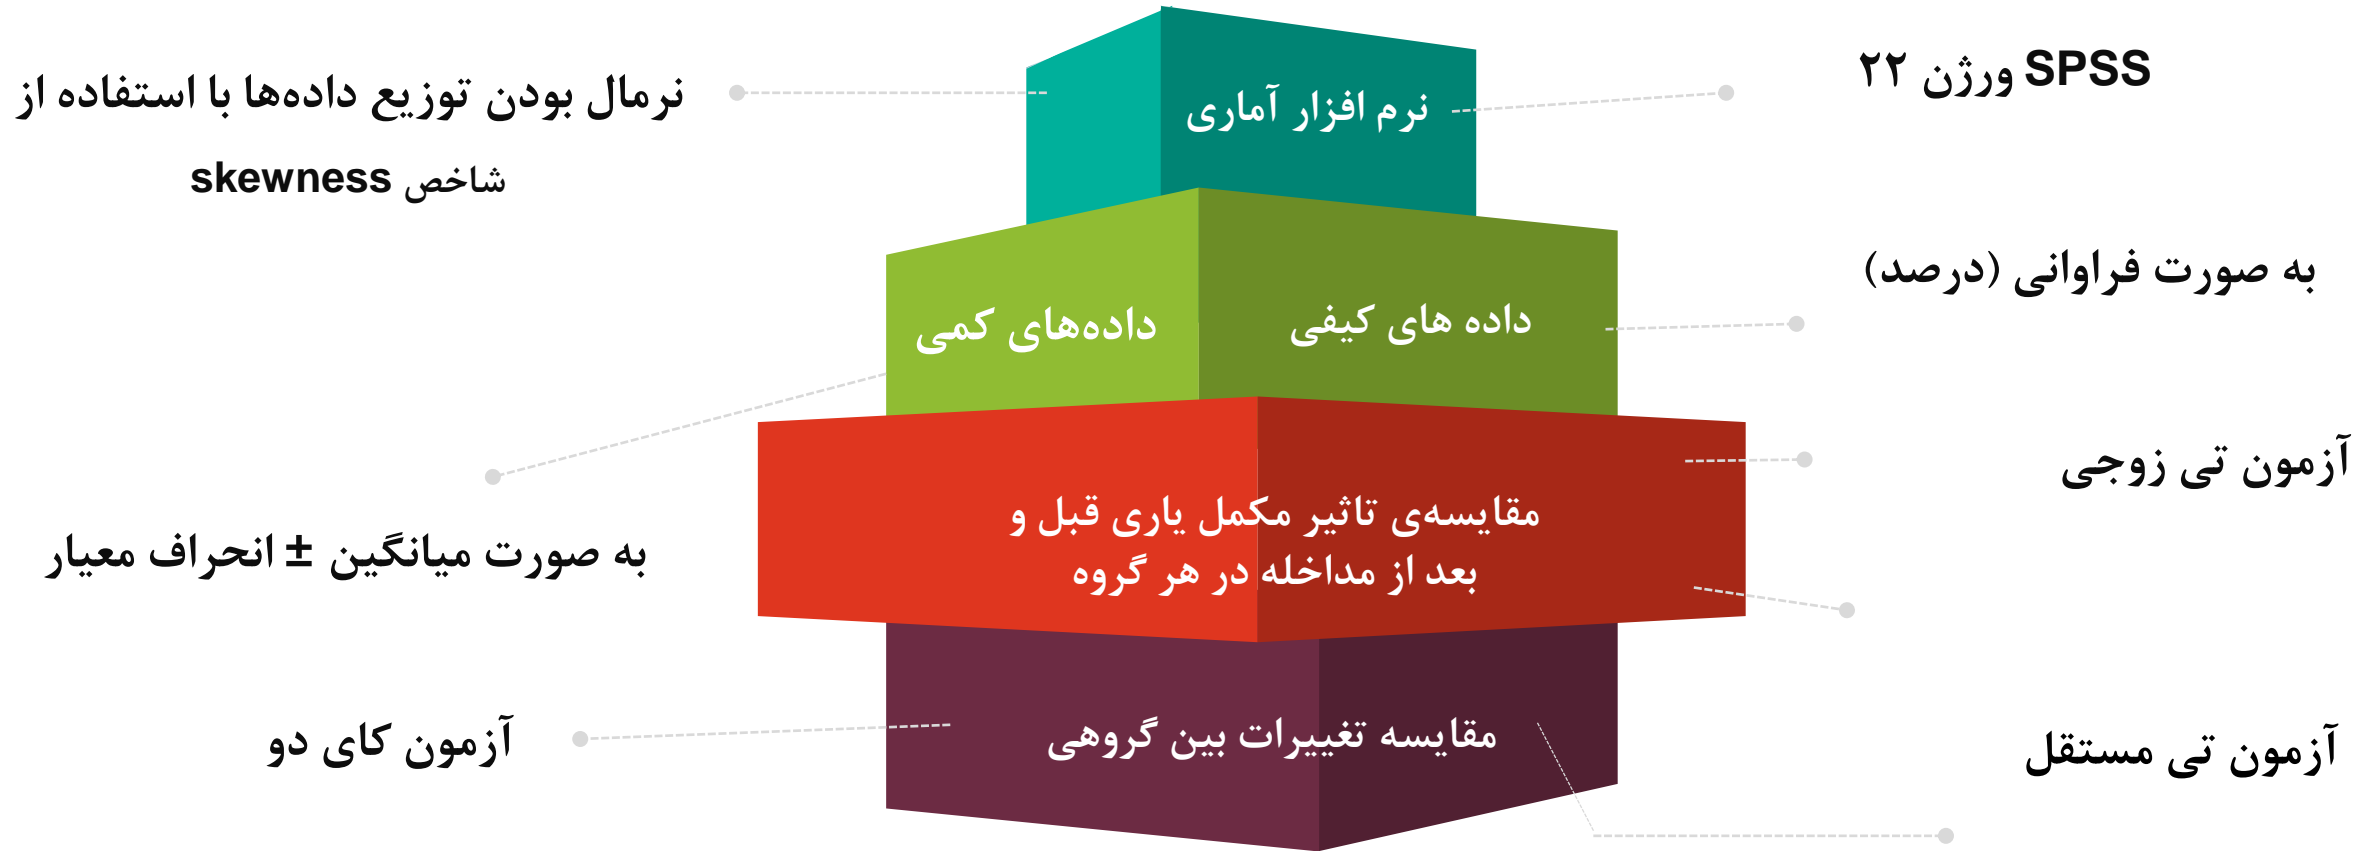 SPSS ورژن ۲۲
نرم افزار آماری
نرمال بودن توزیع داده‌ها با استفاده از
شاخص skewness
به صورت فراوانی (درصد)
داده های کیفی
داده‌های کمی
به صورت میانگین ± انحراف معیار
آزمون تی زوجی
مقایسه‌ی تاثیر مکمل یاری قبل و
بعد از مداخله در هر گروه
آزمون تی مستقل
مقایسه تغییرات بین گروهی
آزمون کای دو